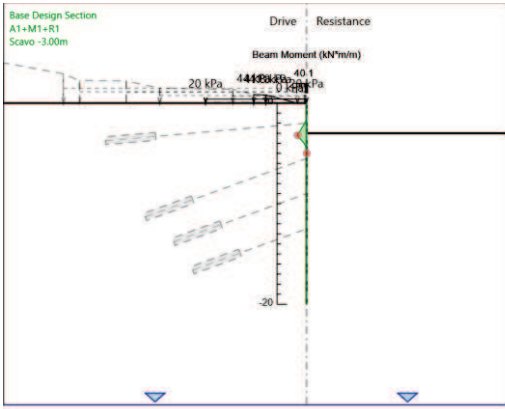 Base Design Section
A1+M1+R1
Scavo -3.00m
Drive
Resistance
Beam Moment (kN*m/m)
40.1
20 kPa
-20